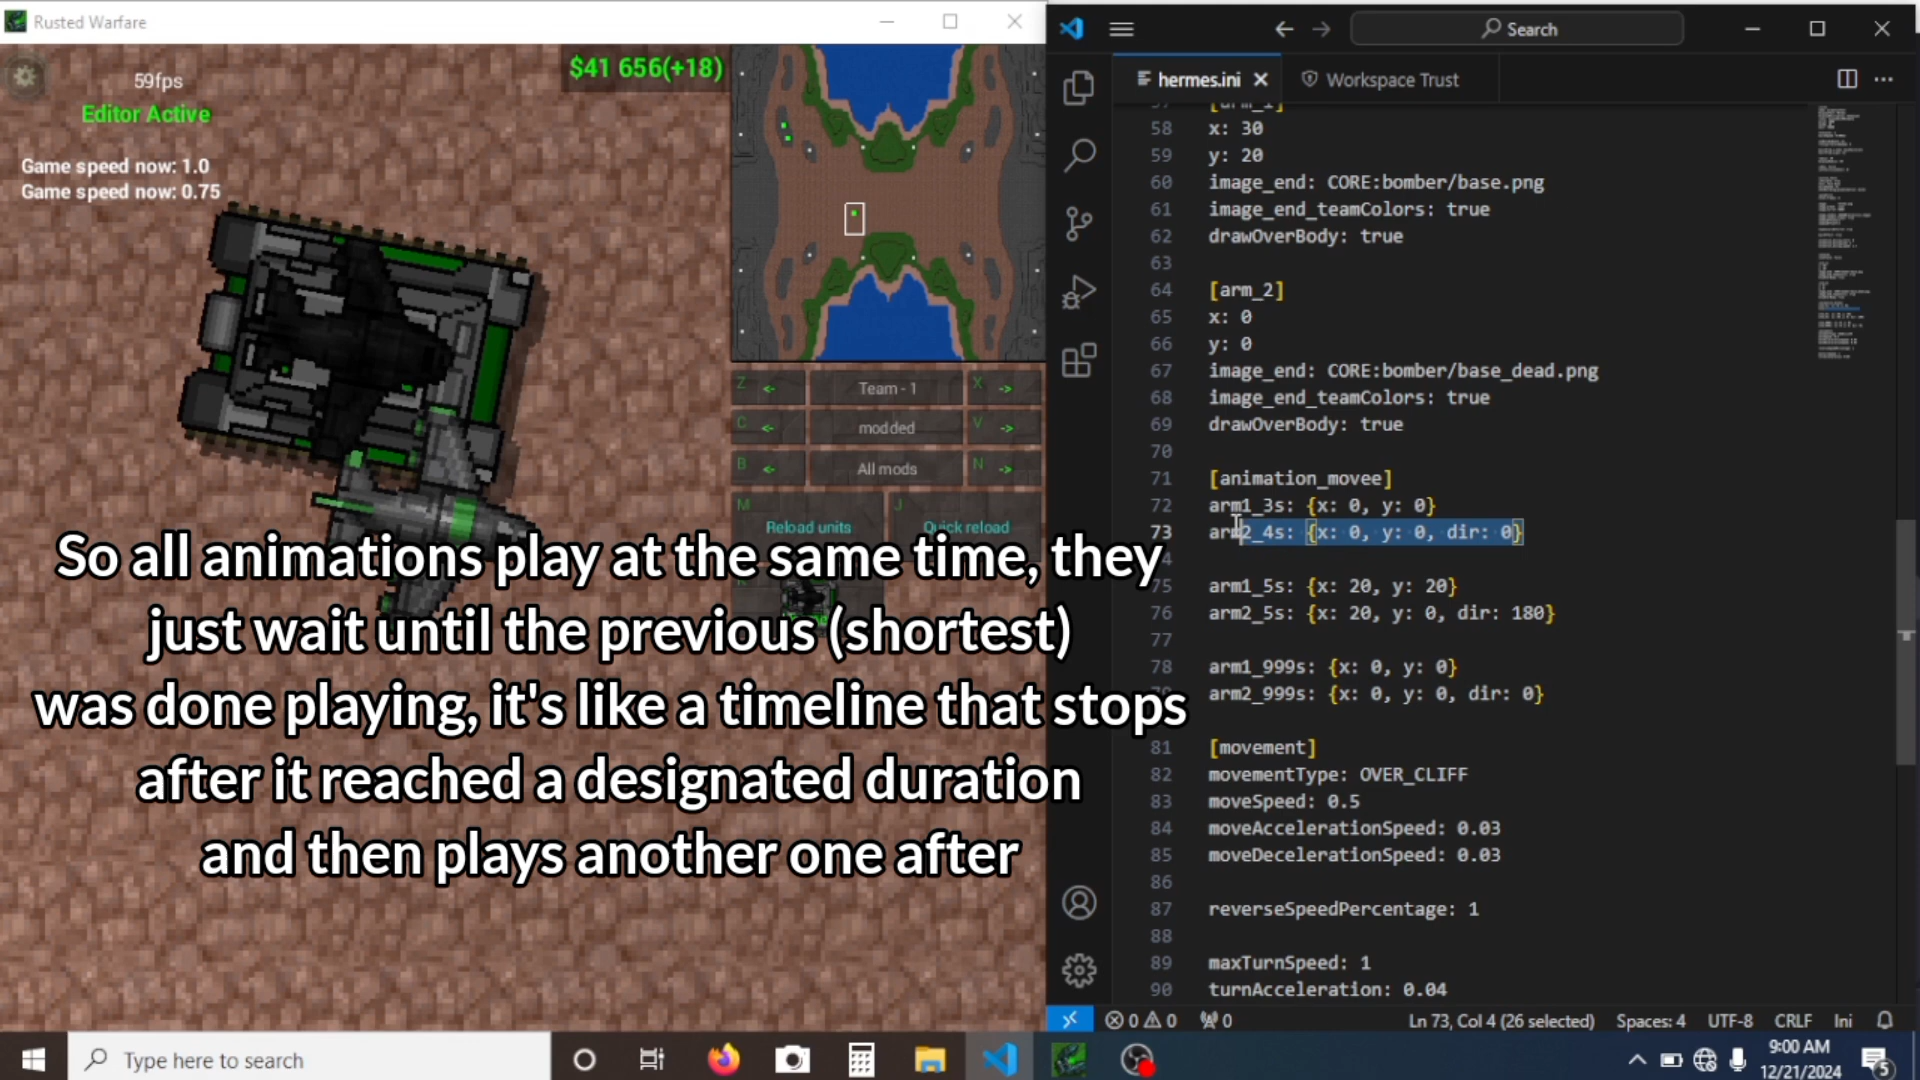 Rusted Warfare
59fps
Editor Active
Game speed now: 1.0
Game speed now: 0.75
$41 656(+18)
Z <- Team - 1 X ->
C <- modded V ->
B <- All mods N ->
M Reload units
J Quick reload
So all animations play at the same time, they
just wait until the previous (shortest)
was done playing, it's like a timeline that stops
after it reached a designated duration
and then plays another one after
Search
hermes.ini
Workspace Trust
57 [arm_1]
58 x: 30
59 y: 20
60 image_end: CORE:bomber/base.png
61 image_end_teamColors: true
62 drawOverBody: true
63
64 [arm_2]
65 x: 0
66 y: 0
67 image_end: CORE:bomber/base_dead.png
68 image_end_teamColors: true
69 drawOverBody: true
70
71 [animation_movee]
72 arm1_3s: {x: 0, y: 0}
73 arm2_4s: {x: 0, y: 0, dir: 0}
75 arm1_5s: {x: 20, y: 20}
76 arm2_5s: {x: 20, y: 0, dir: 180}
77
78 arm1_999s: {x: 0, y: 0}
arm2_999s: {x: 0, y: 0, dir: 0}
81 [movement]
82 movementType: OVER_CLIFF
83 moveSpeed: 0.5
84 moveAccelerationSpeed: 0.03
85 moveDecelerationSpeed: 0.03
86
87 reverseSpeedPercentage: 1
88
89 maxTurnSpeed: 1
90 turnAcceleration: 0.04
0 0 0
Ln 73, Col 4 (26 selected)
Spaces: 4
UTF-8
CRLF
Ini
Type here to search
9:00 AM
12/21/2024
5